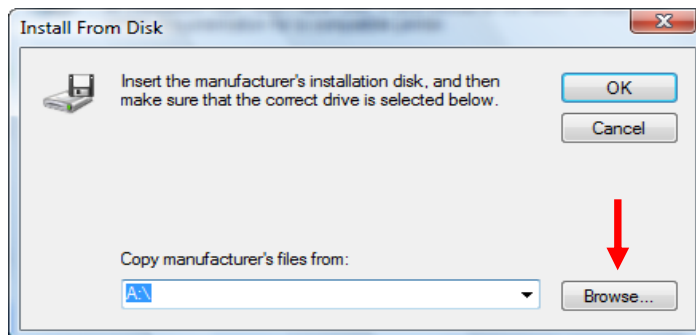 Install From Disk
Insert the manufacturer's installation disk, and then
make sure that the correct drive is selected below.
OK
Cancel
Copy manufacturer's files from:
A:\
Browse...